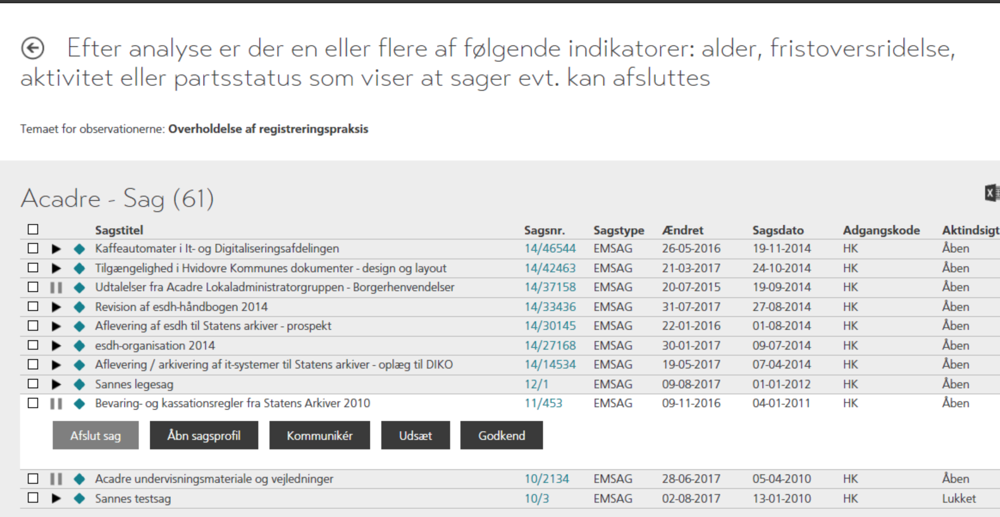 Efter analyse er der en eller flere af følgende indikatorer: alder, fristoversridelse,
aktivitet eller partsstatus som viser at sager evt. kan afsluttes
Temaet for observationerne: Overholdelse af registreringspraksis
Acadre - Sag (61)
Sagstitel Sagsnr. Sagstype Ændret Sagsdato Adgangskode Aktindsigt
Kaffeautomater i It- og Digitaliseringsafdelingen 14/46544 EMSAG 26-05-2016 19-11-2014 HK Åben
Tilgængelighed i Hvidovre Kommunes dokumenter - design og layout 14/42463 EMSAG 21-03-2017 24-10-2014 HK Åben
Udtalelser fra Acadre Lokaladministratorgruppen - Borgerhenvendelser 14/37158 EMSAG 20-07-2015 19-09-2014 HK Åben
Revision af esdh-håndbogen 2014 14/33436 EMSAG 31-07-2017 27-08-2014 HK Åben
Aflevering af esdh til Statens arkiver - prospekt 14/30145 EMSAG 22-01-2016 01-08-2014 HK Åben
esdh-organisation 2014 14/27168 EMSAG 30-01-2017 09-07-2014 HK Åben
Aflevering / arkivering af it-systemer til Statens arkiver - oplæg til DIKO 14/14534 EMSAG 19-05-2017 07-04-2014 HK Åben
Sannes legesag 12/1 EMSAG 09-08-2017 01-01-2012 HK Åben
Bevaring- og kassationsregler fra Statens Arkiver 2010 11/453 EMSAG 09-11-2016 04-01-2011 HK Åben
Afslut sag Åbn sagsprofil Kommunikér Udsæt Godkend
Acadre undervisningsmateriale og vejledninger 10/2134 EMSAG 28-06-2017 05-04-2010 HK Åben
Sannes testsag 10/3 EMSAG 02-08-2017 13-01-2010 HK Lukket